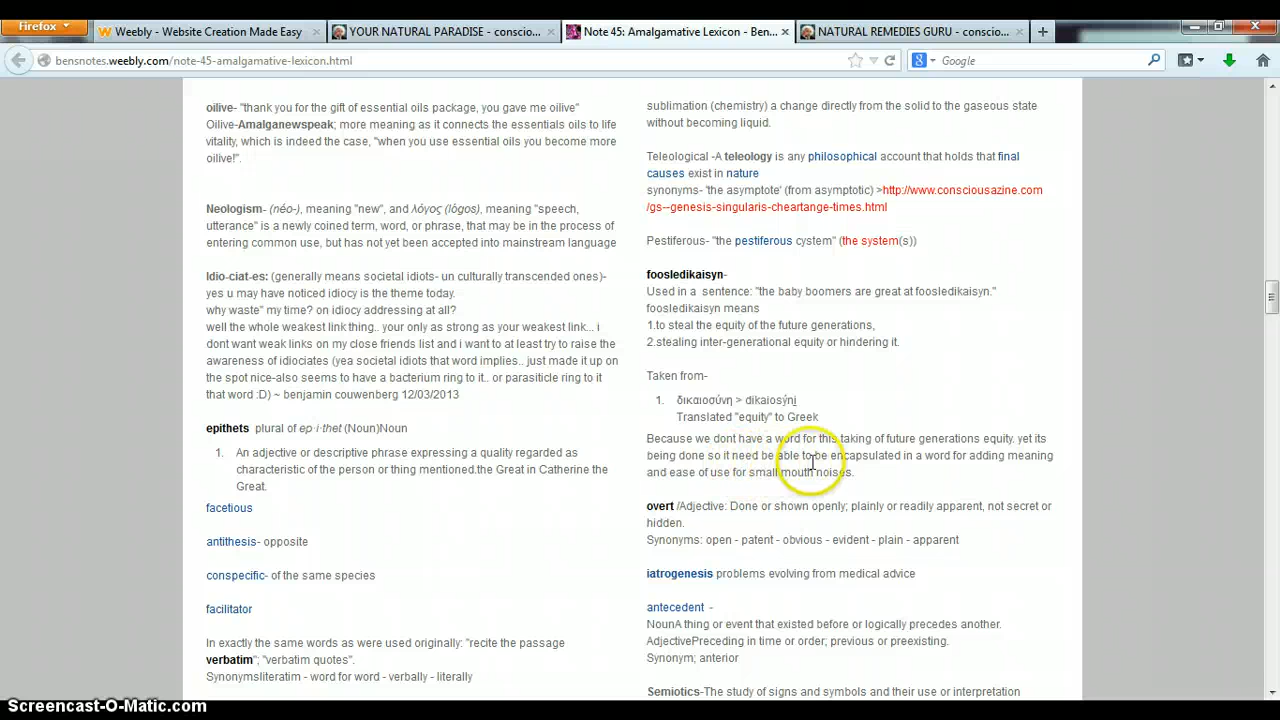 Firefox
Weebly - Website Creation Made Easy
YOUR NATURAL PARADISE - conscio...
Note 45: Amalgamative Lexicon - Ben...
NATURAL REMEDIES GURU - consciou...
bensnotes.weebly.com/note-45-amalgamative-lexicon.html
Google
oilive- "thank you for the gift of essential oils package, you gave me oilive"
Oilive-Amalganewspeak; more meaning as it connects the essentials oils to life
vitality, which is indeed the case, "when you use essential oils you become more
oilive!".
Neologism- (néo-), meaning "new", and λόγος (lógos), meaning "speech,
utterance" is a newly coined term, word, or phrase, that may be in the process of
entering common use, but has not yet been accepted into mainstream language
Idio-ciat-es: (generally means societal idiots- un culturally transcended ones)-
yes u may have noticed idiocy is the theme today.
why waste" my time? on idiocy addressing at all?
well the whole weakest link thing.. your only as strong as your weakest link... i
dont want weak links on my close friends list and i want to at least try to raise the
awareness of idiociates (yea societal idiots that word implies.. just made it up on
the spot nice-also seems to have a bacterium ring to it.. or parasiticle ring to it
that word :D) ~ benjamin couwenberg 12/03/2013
epithets plural of ep·i·thet (Noun)Noun
1. An adjective or descriptive phrase expressing a quality regarded as
characteristic of the person or thing mentioned.the Great in Catherine the
Great.
facetious
antithesis- opposite
conspecific- of the same species
facilitator
In exactly the same words as were used originally: "recite the passage
verbatim"; "verbatim quotes".
Synonymsliteratim - word for word - verbally - literally
sublimation (chemistry) a change directly from the solid to the gaseous state
without becoming liquid.
Teleological -A teleology is any philosophical account that holds that final
causes exist in nature
synonyms- 'the asymptote' (from asymptotic) >http://www.consciousazine.com
/gs--genesis-singularis-cheartange-times.html
Pestiferous- "the pestiferous cystem" (the system(s))
foosledikaisyn-
Used in a sentence: "the baby boomers are great at foosledikaisyn."
foosledikaisyn means
1.to steal the equity of the future generations,
2.stealing inter-generational equity or hindering it.
Taken from-
1. δικαιοσύνη > dikaiosýni̱
Translated "equity" to Greek
Because we dont have a word for this taking of future generations equity. yet its
being done so it need be able to be encapsulated in a word for adding meaning
and ease of use for small mouth noises.
overt /Adjective: Done or shown openly; plainly or readily apparent, not secret or
hidden.
Synonyms: open - patent - obvious - evident - plain - apparent
iatrogenesis problems evolving from medical advice
antecedent -
NounA thing or event that existed before or logically precedes another.
AdjectivePreceding in time or order; previous or preexisting.
Synonym; anterior
Semiotics-The study of signs and symbols and their use or interpretation
Screencast-O-Matic.com